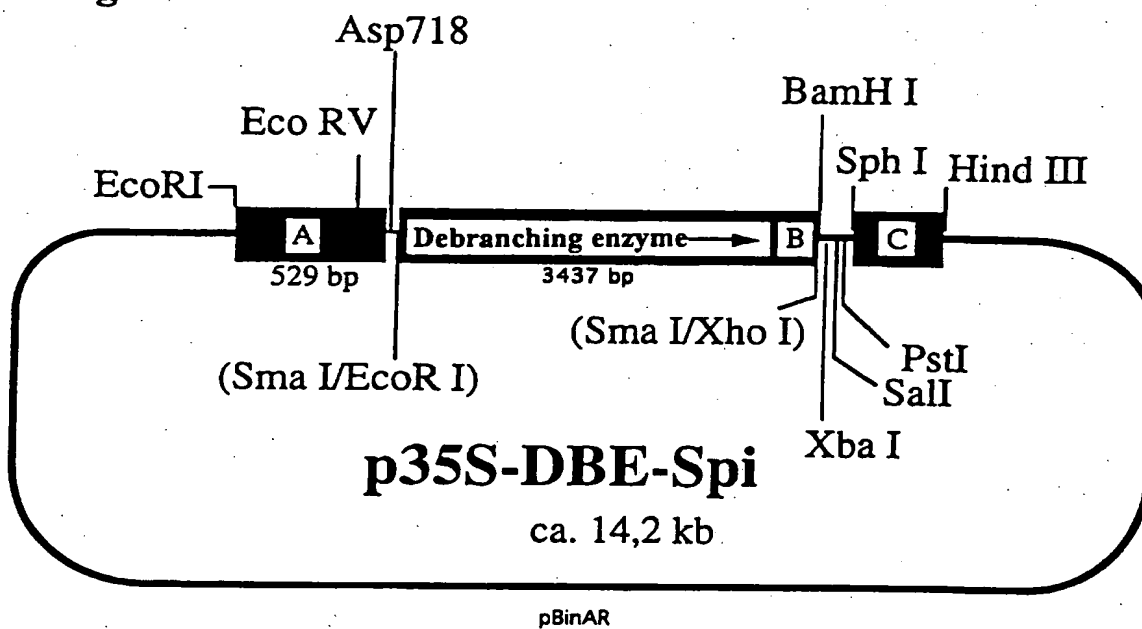 Asp718
BamH I
Eco RV
Sph I
Hind III
EcoRI
A
Debranching enzyme
B
C
529 bp
3437 bp
(Sma I/Xho I)
PstI
(Sma I/EcoR I)
SalI
Xba I
p35S-DBE-Spi
ca. 14,2 kb
pBinAR